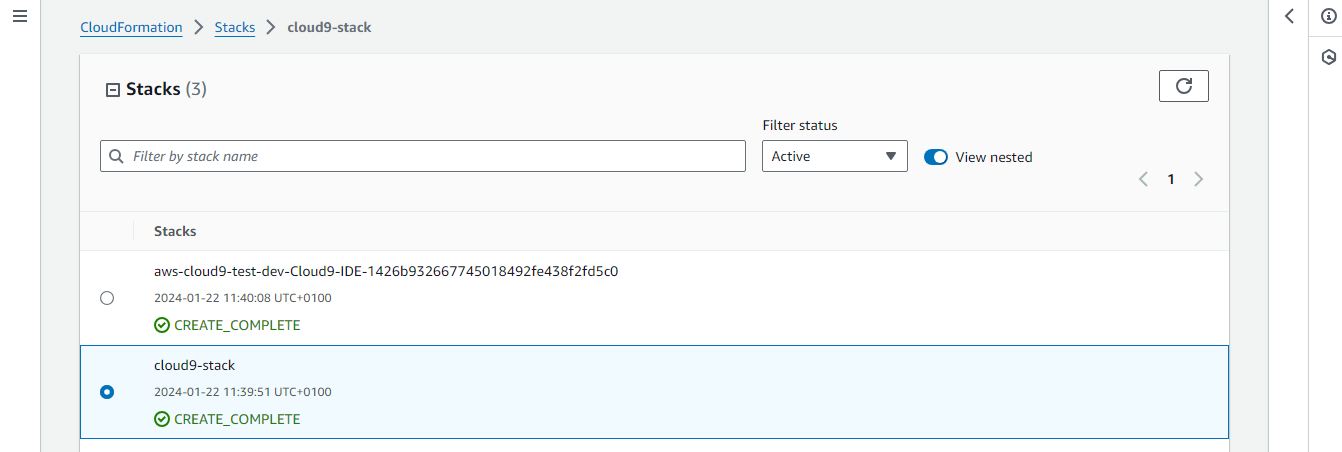 CloudFormation > Stacks > cloud9-stack
Stacks (3)
Filter status
Filter by stack name
Active
View nested
1
Stacks
aws-cloud9-test-dev-Cloud9-IDE-1426b932667745018492fe438f2fd5c0
2024-01-22 11:40:08 UTC+0100
CREATE_COMPLETE
cloud9-stack
2024-01-22 11:39:51 UTC+0100
CREATE_COMPLETE